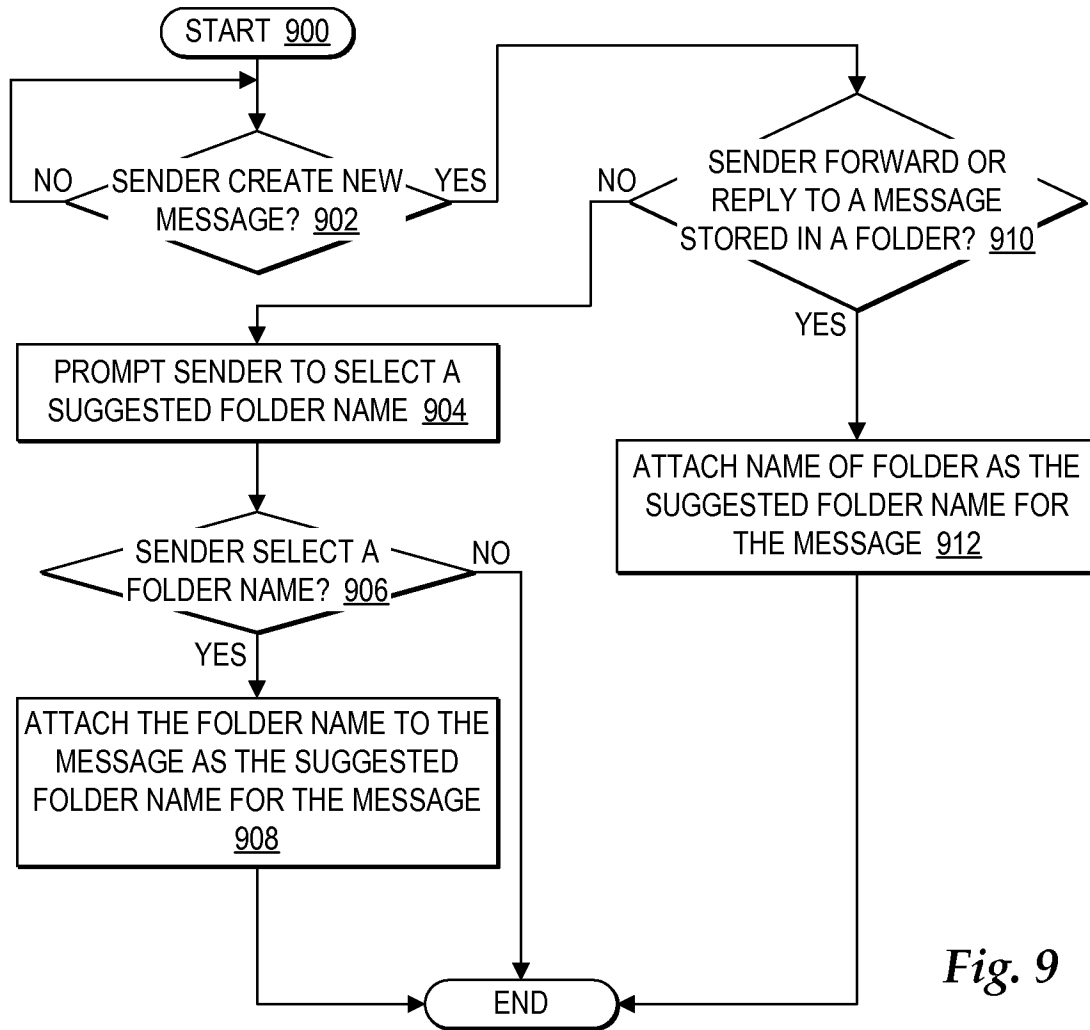 START 900
SENDER CREATE NEW
MESSAGE? 902
NO
YES
SENDER FORWARD OR
REPLY TO A MESSAGE
STORED IN A FOLDER? 910
NO
YES
PROMPT SENDER TO SELECT A
SUGGESTED FOLDER NAME 904
SENDER SELECT A
FOLDER NAME? 906
NO
YES
ATTACH THE FOLDER NAME TO THE
MESSAGE AS THE SUGGESTED
FOLDER NAME FOR THE MESSAGE
908
ATTACH NAME OF FOLDER AS THE
SUGGESTED FOLDER NAME FOR
THE MESSAGE 912
END
Fig. 9